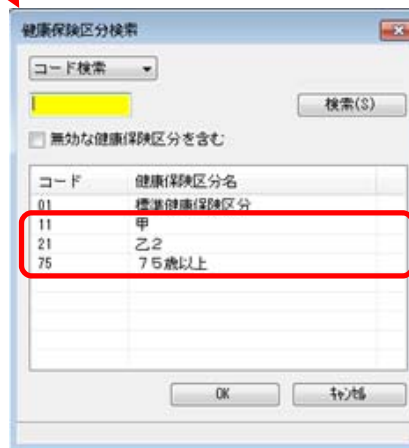 健康保険区分検索
コード検索
検索(S)
無効な健康保険区分を含む
コード 健康保険区分名
01 標準健康保険区分
11 甲
21 乙2
75 75歳以上
OK ｷｬﾝｾﾙ